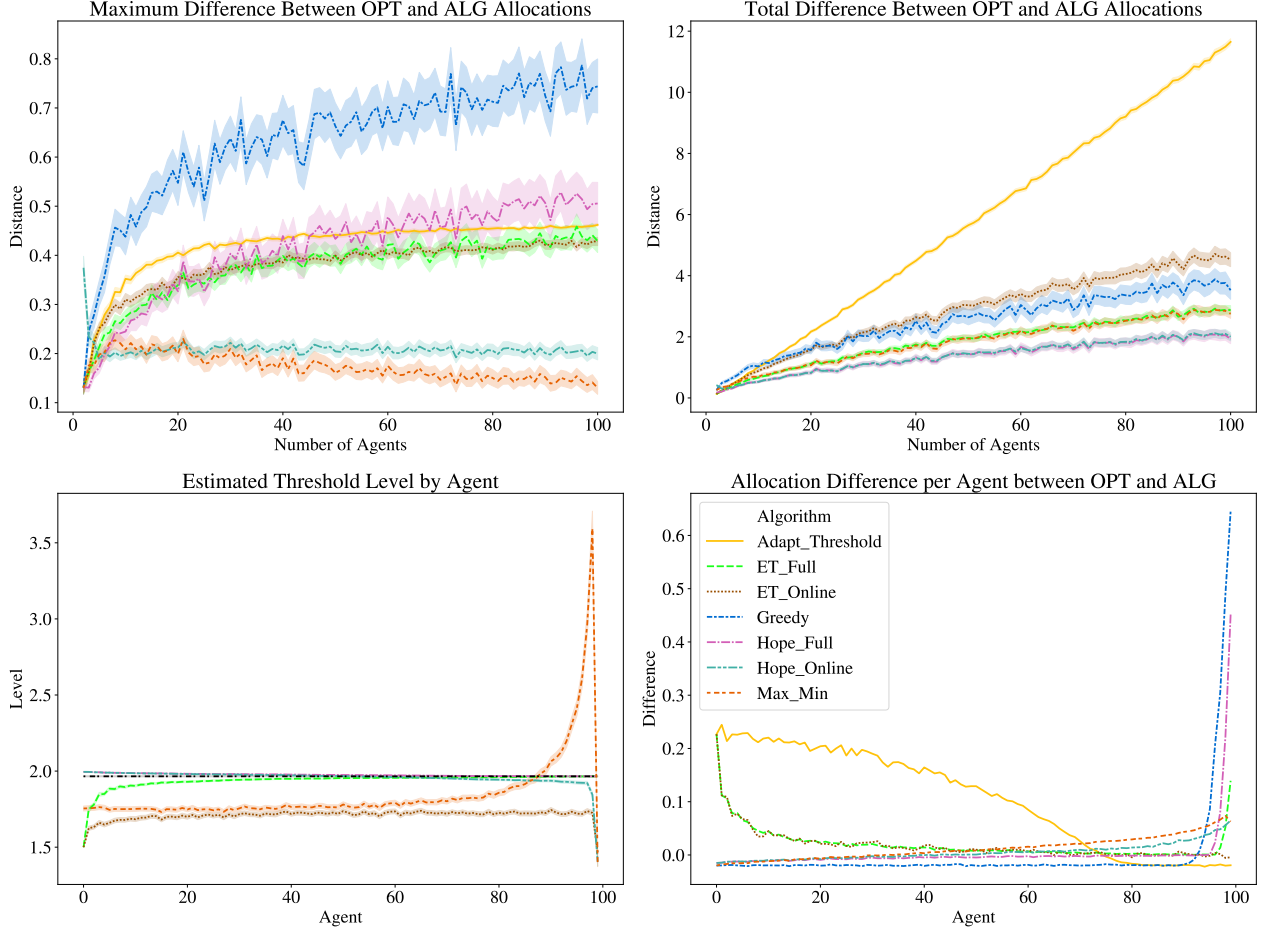 Maximum Difference Between OPT and ALG Allocations
Distance
0.8
0.7
0.6
0.5
0.4
0.3
0.2
0.1
0 20 40 60 80 100
Number of Agents
Total Difference Between OPT and ALG Allocations
Distance
12
10
8
6
4
2
0
0 20 40 60 80 100
Number of Agents
Estimated Threshold Level by Agent
Level
3.5
3.0
2.5
2.0
1.5
0 20 40 60 80 100
Agent
Allocation Difference per Agent between OPT and ALG
Difference
0.6
0.5
0.4
0.3
0.2
0.1
0.0
Algorithm
Adapt_Threshold
ET_Full
ET_Online
Greedy
Hope_Full
Hope_Online
Max_Min
0 20 40 60 80 100
Agent